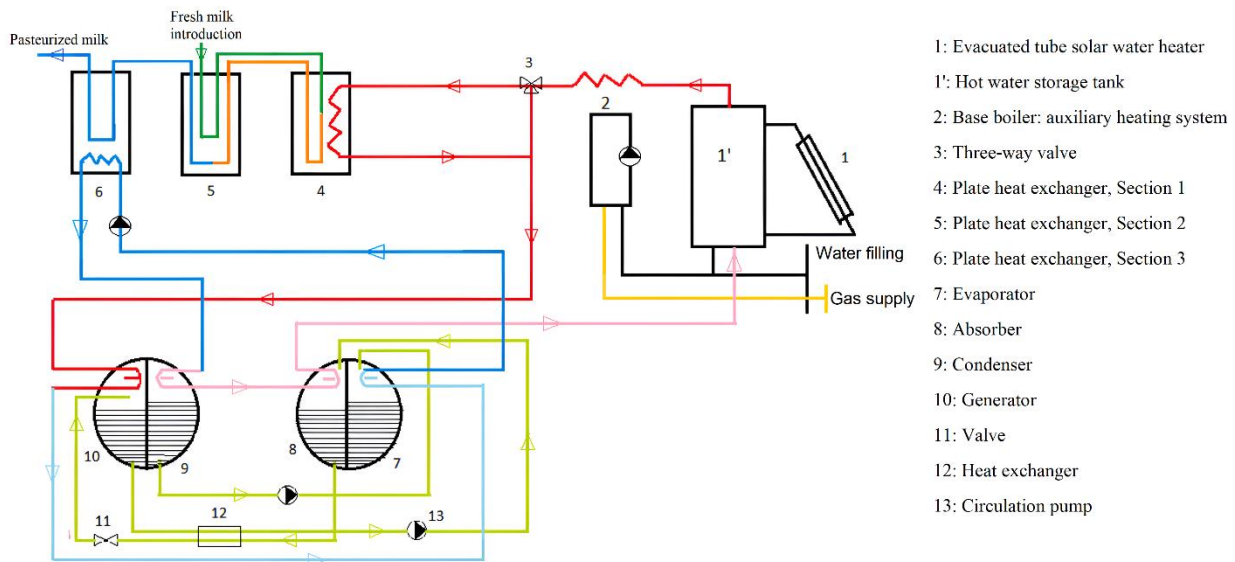 Fresh milk
introduction
Pasteurized milk
3
2
1'
1
6
5
4
Water filling
Gas supply
10
9
8
7
11
12
13
1: Evacuated tube solar water heater
1': Hot water storage tank
2: Base boiler: auxiliary heating system
3: Three-way valve
4: Plate heat exchanger, Section 1
5: Plate heat exchanger, Section 2
6: Plate heat exchanger, Section 3
7: Evaporator
8: Absorber
9: Condenser
10: Generator
11: Valve
12: Heat exchanger
13: Circulation pump